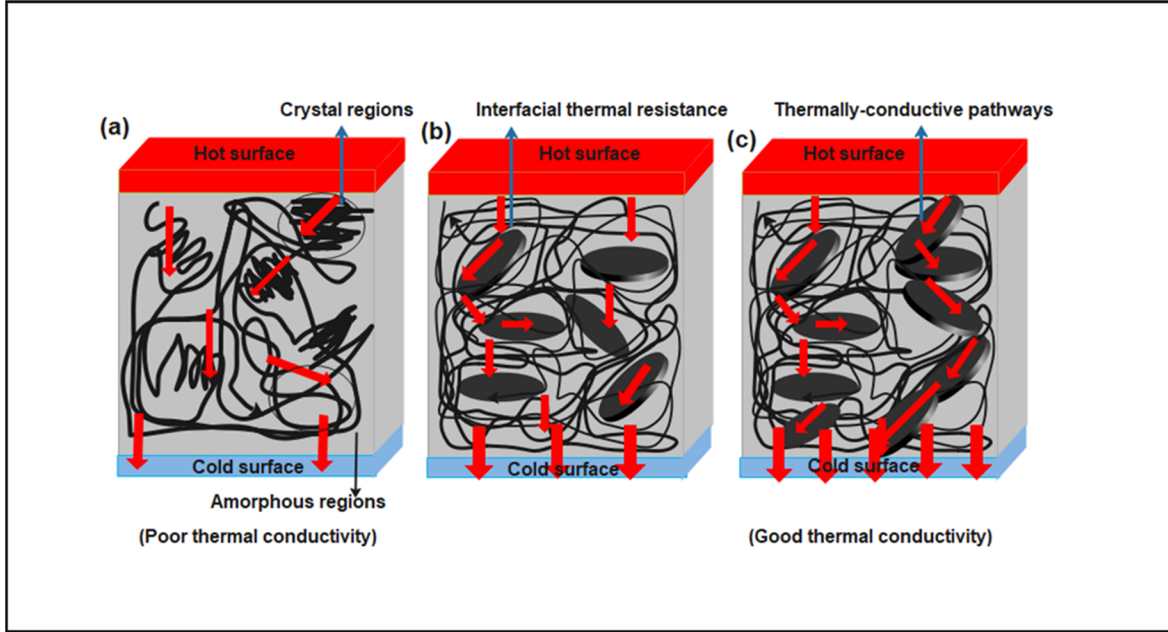 Crystal regions
Interfacial thermal resistance
Thermally-conductive pathways
(a)
(b)
(c)
Hot surface
Hot surface
Hot surface
Cold surface
Cold surface
Cold surface
Amorphous regions
(Poor thermal conductivity)
(Good thermal conductivity)